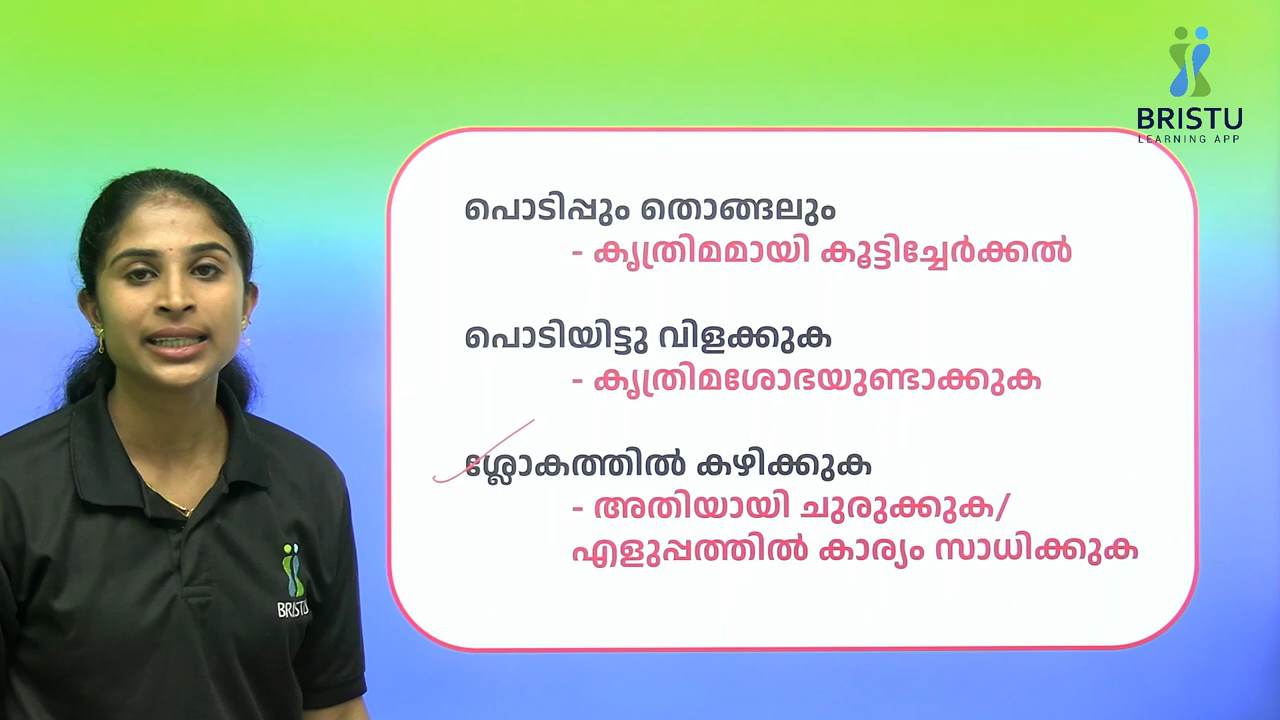 BRISTU
LEARNING APP
പൊടിപ്പും തൊങ്ങലും
- കൃത്രിമമായി കൂട്ടിച്ചേർക്കൽ
പൊടിയിട്ടു വിളക്കുക
- കൃത്രിമശോഭയുണ്ടാക്കുക
ശ്ലോകത്തിൽ കഴിക്കുക
- അതിയായി ചുരുക്കുക/
എളുപ്പത്തിൽ കാര്യം സാധിക്കുക
BRISTU